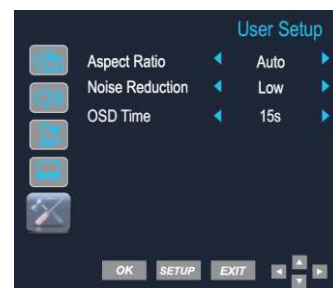 User Setup
Aspect Ratio Auto
Noise Reduction Low
OSD Time 15s
OK SETUP EXIT